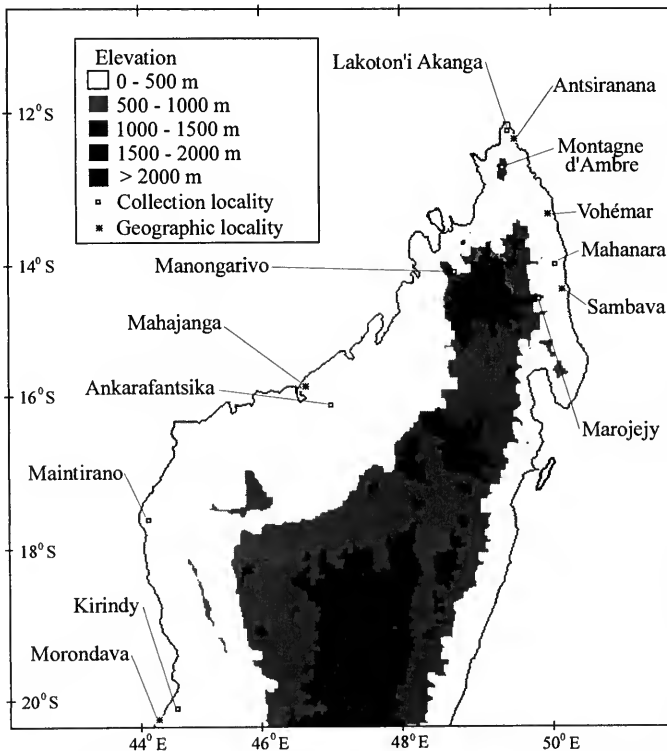 Elevation
0 - 500 m
500 - 1000 m
1000 - 1500 m
1500 - 2000 m
> 2000 m
Collection locality
Geographic locality
Lakoton'i Akanga
Antsiranana
Montagne
d'Ambre
Vohémar
Mahanara
Sambava
Manongarivo
Mahajanga
Ankarafantsika
Marojejy
Maintirano
Kirindy
Morondava
12°S
14°S
16°S
18°S
20°S
44°E
46°E
48°E
50°E